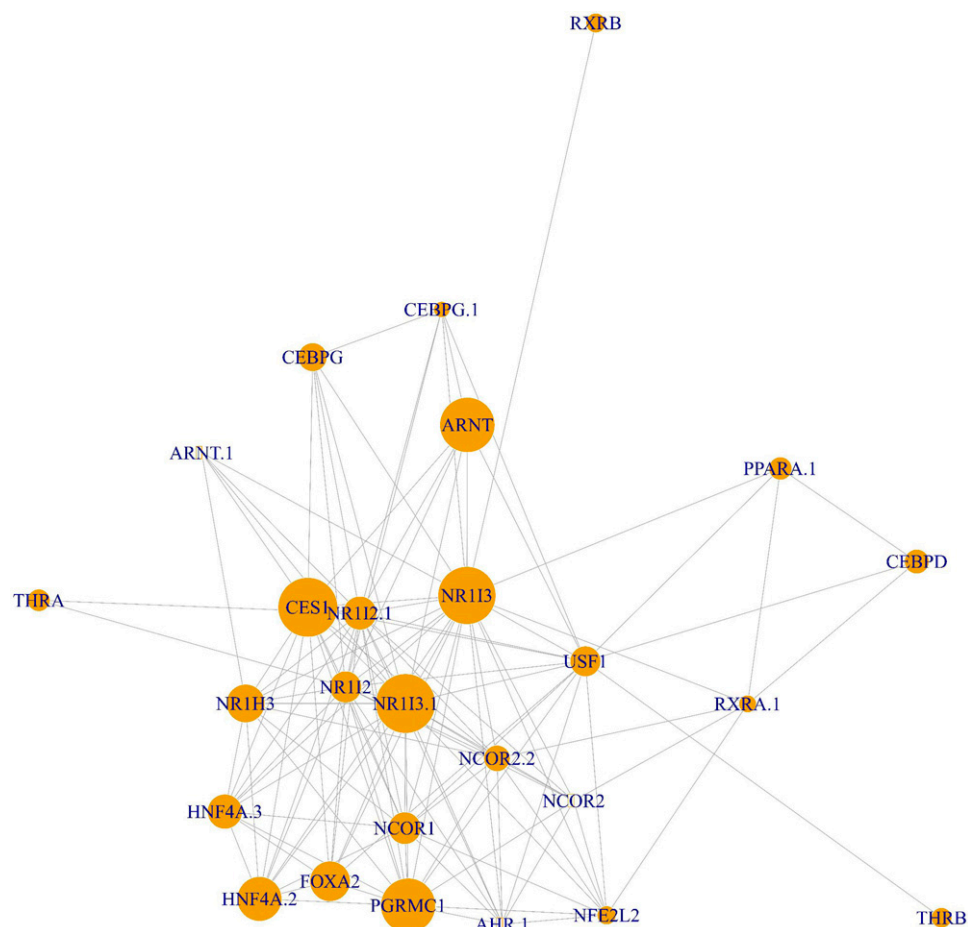 RXRB
CEBPG.1
CEBPG
ARNT
ARNT.1
PPARA.1
CEBPD
THRA
CES1
NR1I2.1
NR1I3
USF1
NR1I2
NR1H3
NR1I3.1
RXRA.1
NCOR2.2
NCOR2
HNF4A.3
NCOR1
FOXA2
HNF4A.2
PGRMC1
AHR.1
NFE2L2
THRB